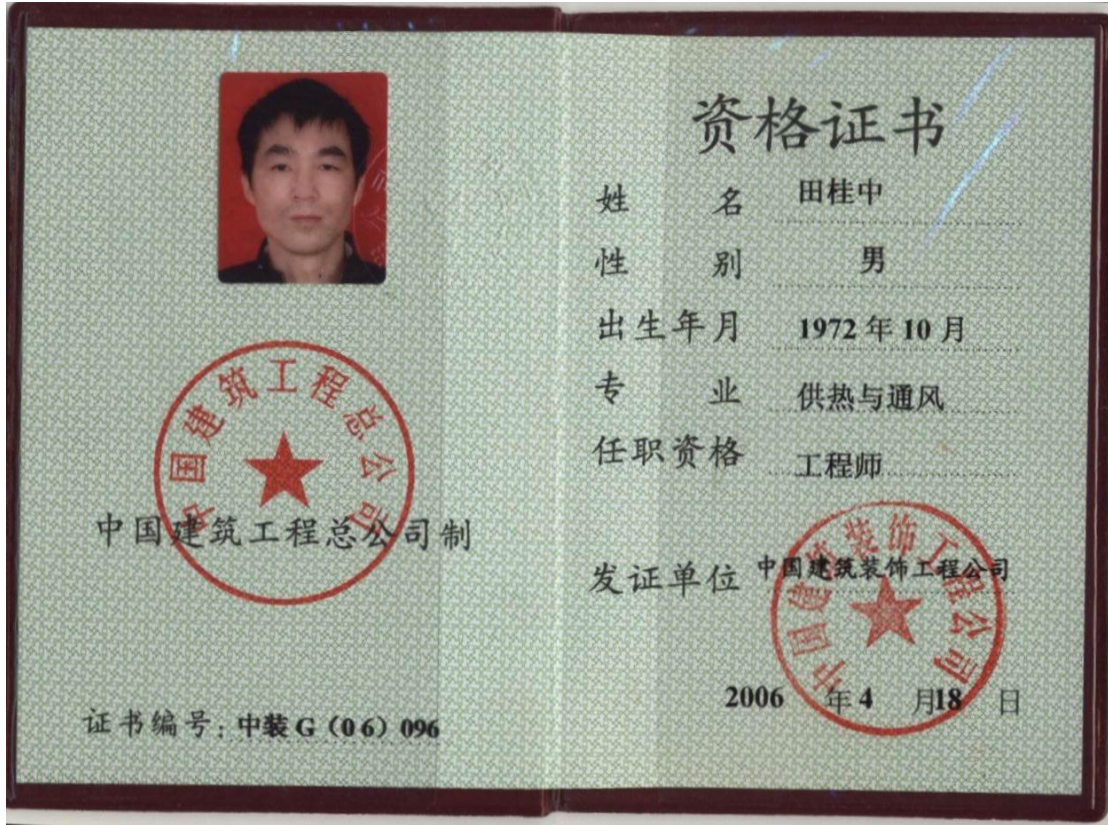 中国建筑工程总公司
中国建筑工程总公司制
证书编号：中装G（06）096
资格证书
姓名 田桂中
性别 男
出生年月 1972年10月
专业 供热与通风
任职资格 工程师
发证单位 中国建筑装饰工程公司
中国建筑装饰工程公司
2006年4月18日